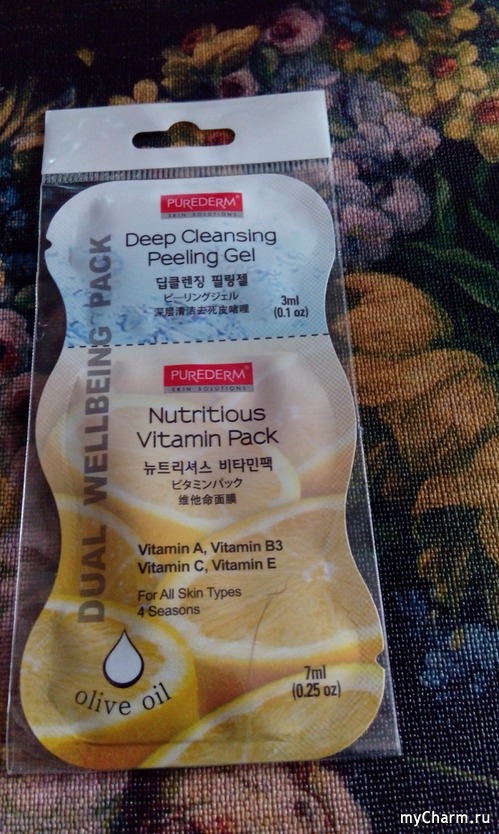 PUREDERM®
SKIN SOLUTIONS
Deep Cleansing
Peeling Gel
딥클렌징 필링젤
ピーリングジェル
深层清洁去死皮啫喱
3ml
(0.1 oz)
DUAL WELLBEING PACK
PUREDERM®
SKIN SOLUTIONS
Nutritious
Vitamin Pack
뉴트리셔스 비타민팩
ビタミンパック
维他命面膜
Vitamin A, Vitamin B3
Vitamin C, Vitamin E
For All Skin Types
4 Seasons
olive oil
7ml
(0.25 oz)
myCharm.ru